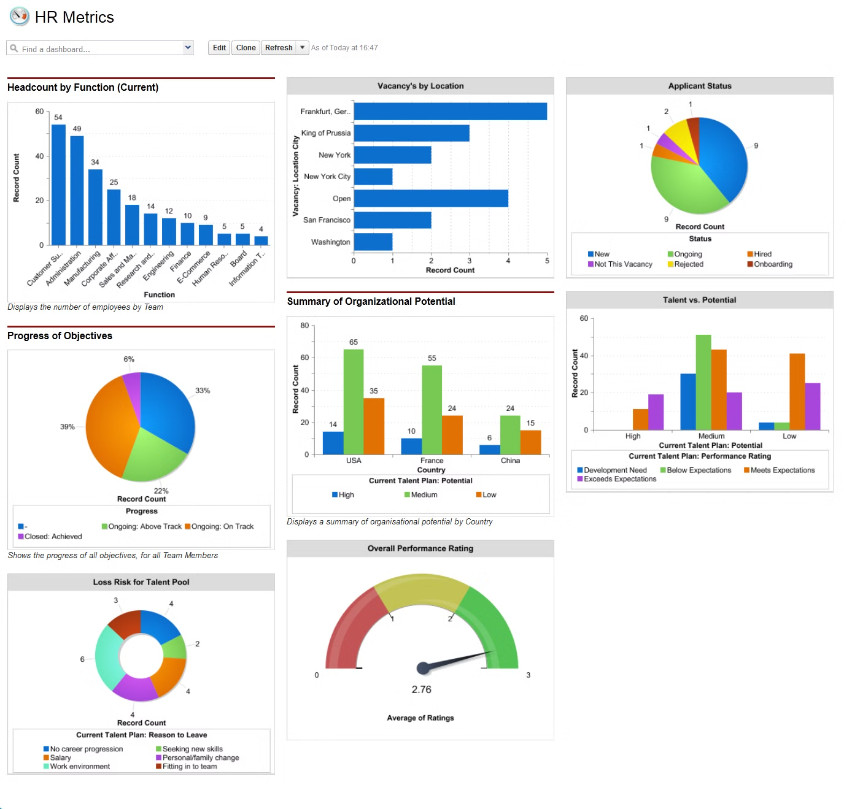 HR Metrics
Find a dashboard...
Edit Clone Refresh As of Today at 16:47
Headcount by Function (Current)
60
40
20
0
Record Count
54
49
34
25
18
14
12
10
9
5
5
4
Customer Su..
Administration
Manufacturing
Corporate Aff..
Sales and Ma..
Research and..
Engineering
Finance
E-Commerce
Human Reso..
Board
Information T..
Function
Displays the number of employees by Team
Progress of Objectives
6%
33%
39%
22%
Record Count
Progress
- Ongoing: Above Track Ongoing: On Track
Closed: Achieved
Shows the progress of all objectives, for all Team Members
Loss Risk for Talent Pool
3
4
2
6
4
4
Record Count
Current Talent Plan: Reason to Leave
No career progression Seeking new skills
Salary Personal/family change
Work environment Fitting in to team
Vacancy's by Location
Vacancy: Location City
Frankfurt, Ger..
King of Prussia
New York
New York City
Open
San Francisco
Washington
0 1 2 3 4 5
Record Count
Summary of Organizational Potential
80
60
40
20
0
Record Count
14
65
35
10
55
24
6
24
15
USA France China
Country
Current Talent Plan: Potential
High Medium Low
Displays a summary of organisational potential by Country
Overall Performance Rating
0
1
2
3
2.76
Average of Ratings
Applicant Status
1
2
1
1
9
9
Record Count
Status
New Ongoing Hired
Not This Vacancy Rejected Onboarding
Talent vs. Potential
60
40
20
0
Record Count
High Medium Low
Current Talent Plan: Potential
Current Talent Plan: Performance Rating
Development Need Below Expectations Meets Expectations
Exceeds Expectations